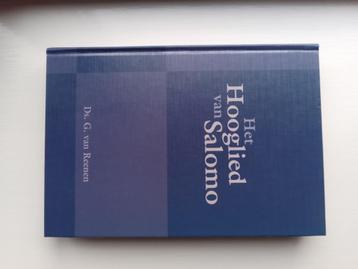 Het
Hooglied
van
Salomo
Ds. G. van Reenen